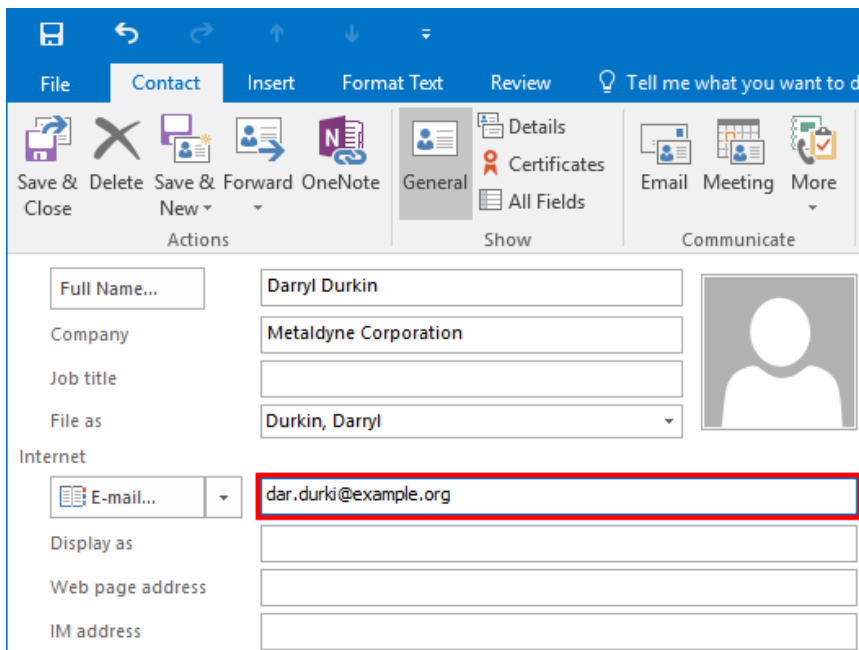 File Contact Insert Format Text Review Tell me what you want to d
Save & Close Delete Save & New Forward OneNote General Details Certificates All Fields Email Meeting More
Actions Show Communicate
Full Name... Darryl Durkin
Company Metaldyne Corporation
Job title
File as Durkin, Darryl
Internet
E-mail... dar.durki@example.org
Display as
Web page address
IM address